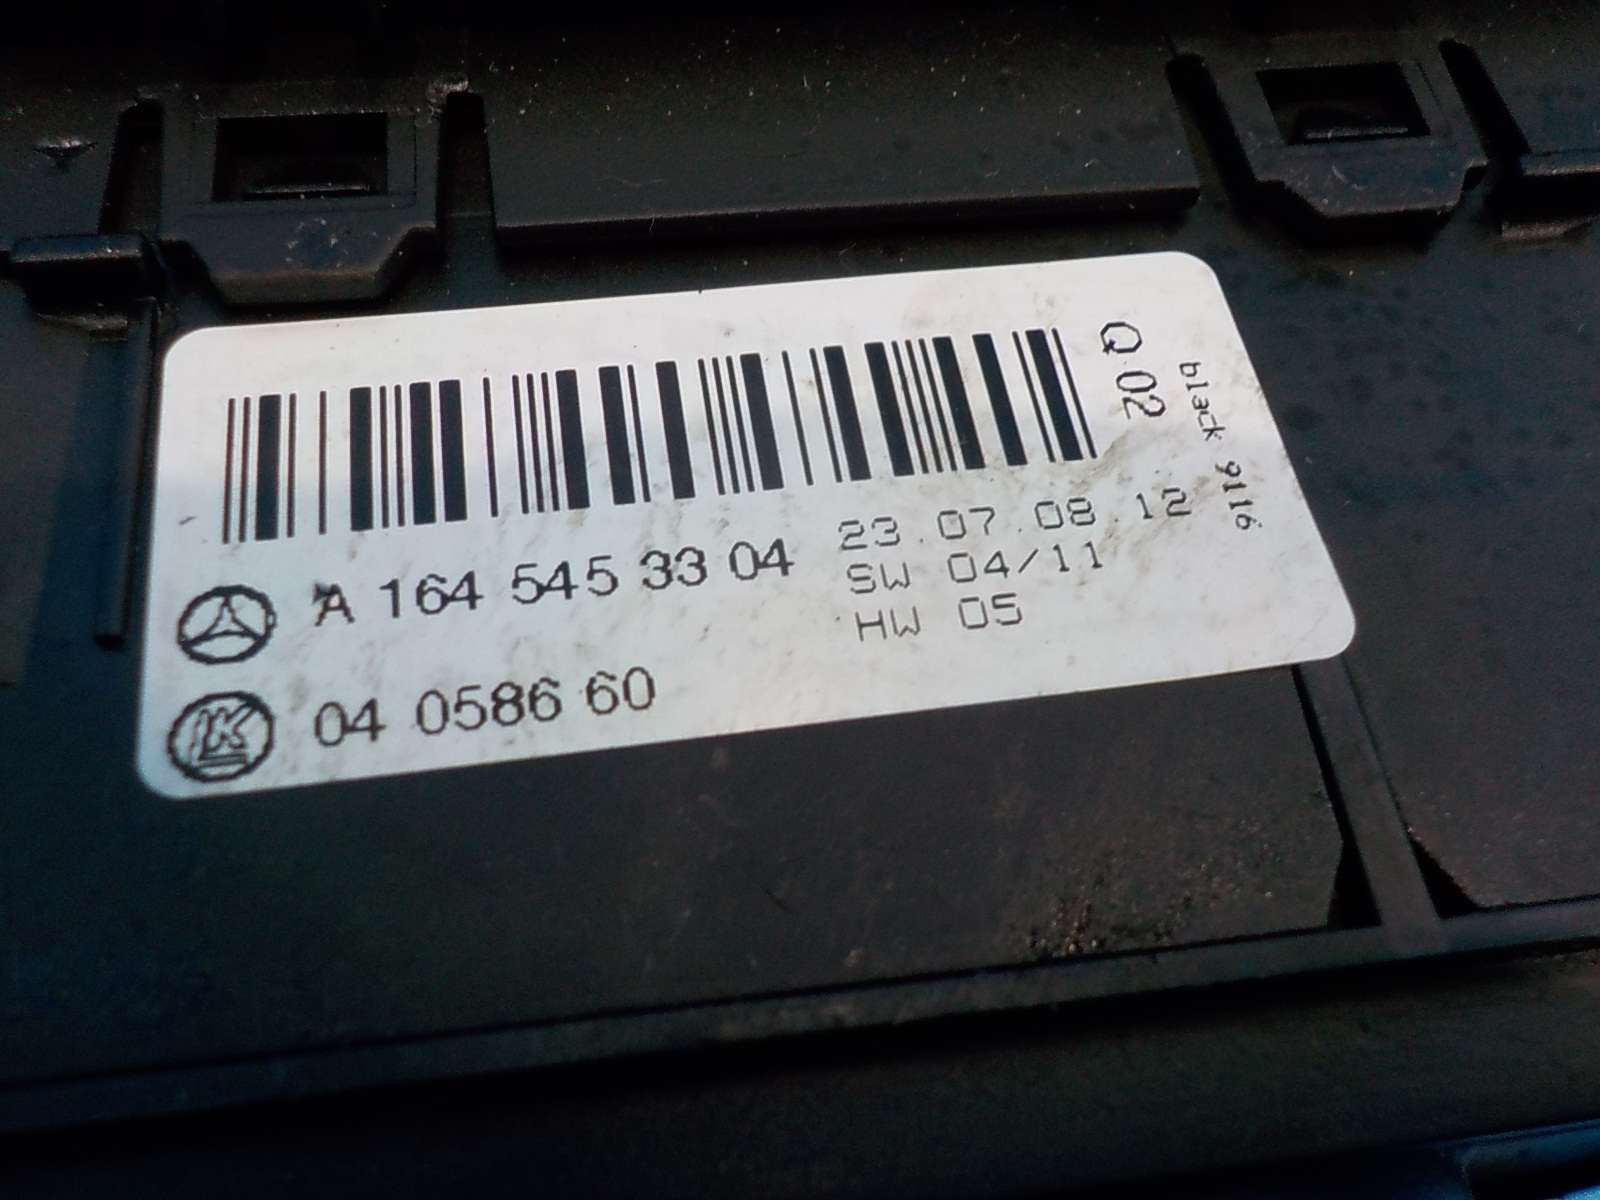 Q 02
black 9116
A 164 545 33 04
23.07.08.12
SW 04/11
HW 05
LK
04 0586 60